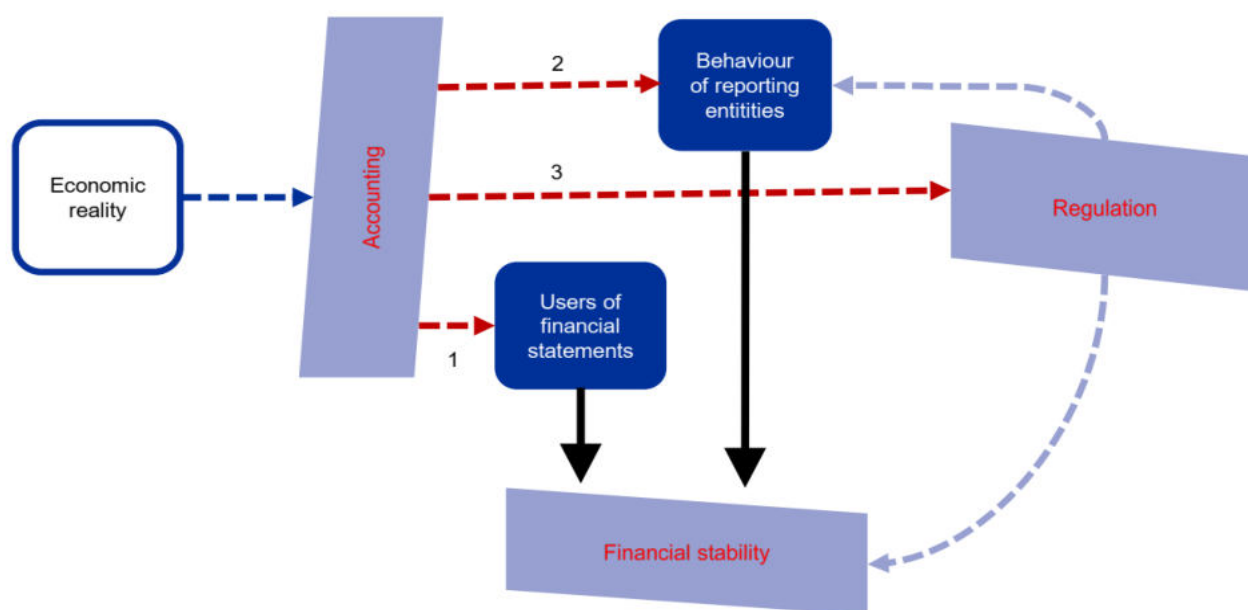 2
Behaviour
of reporting
entitities
Economic
reality
Accounting
3
Regulation
Users of
financial
statements
1
Financial stability